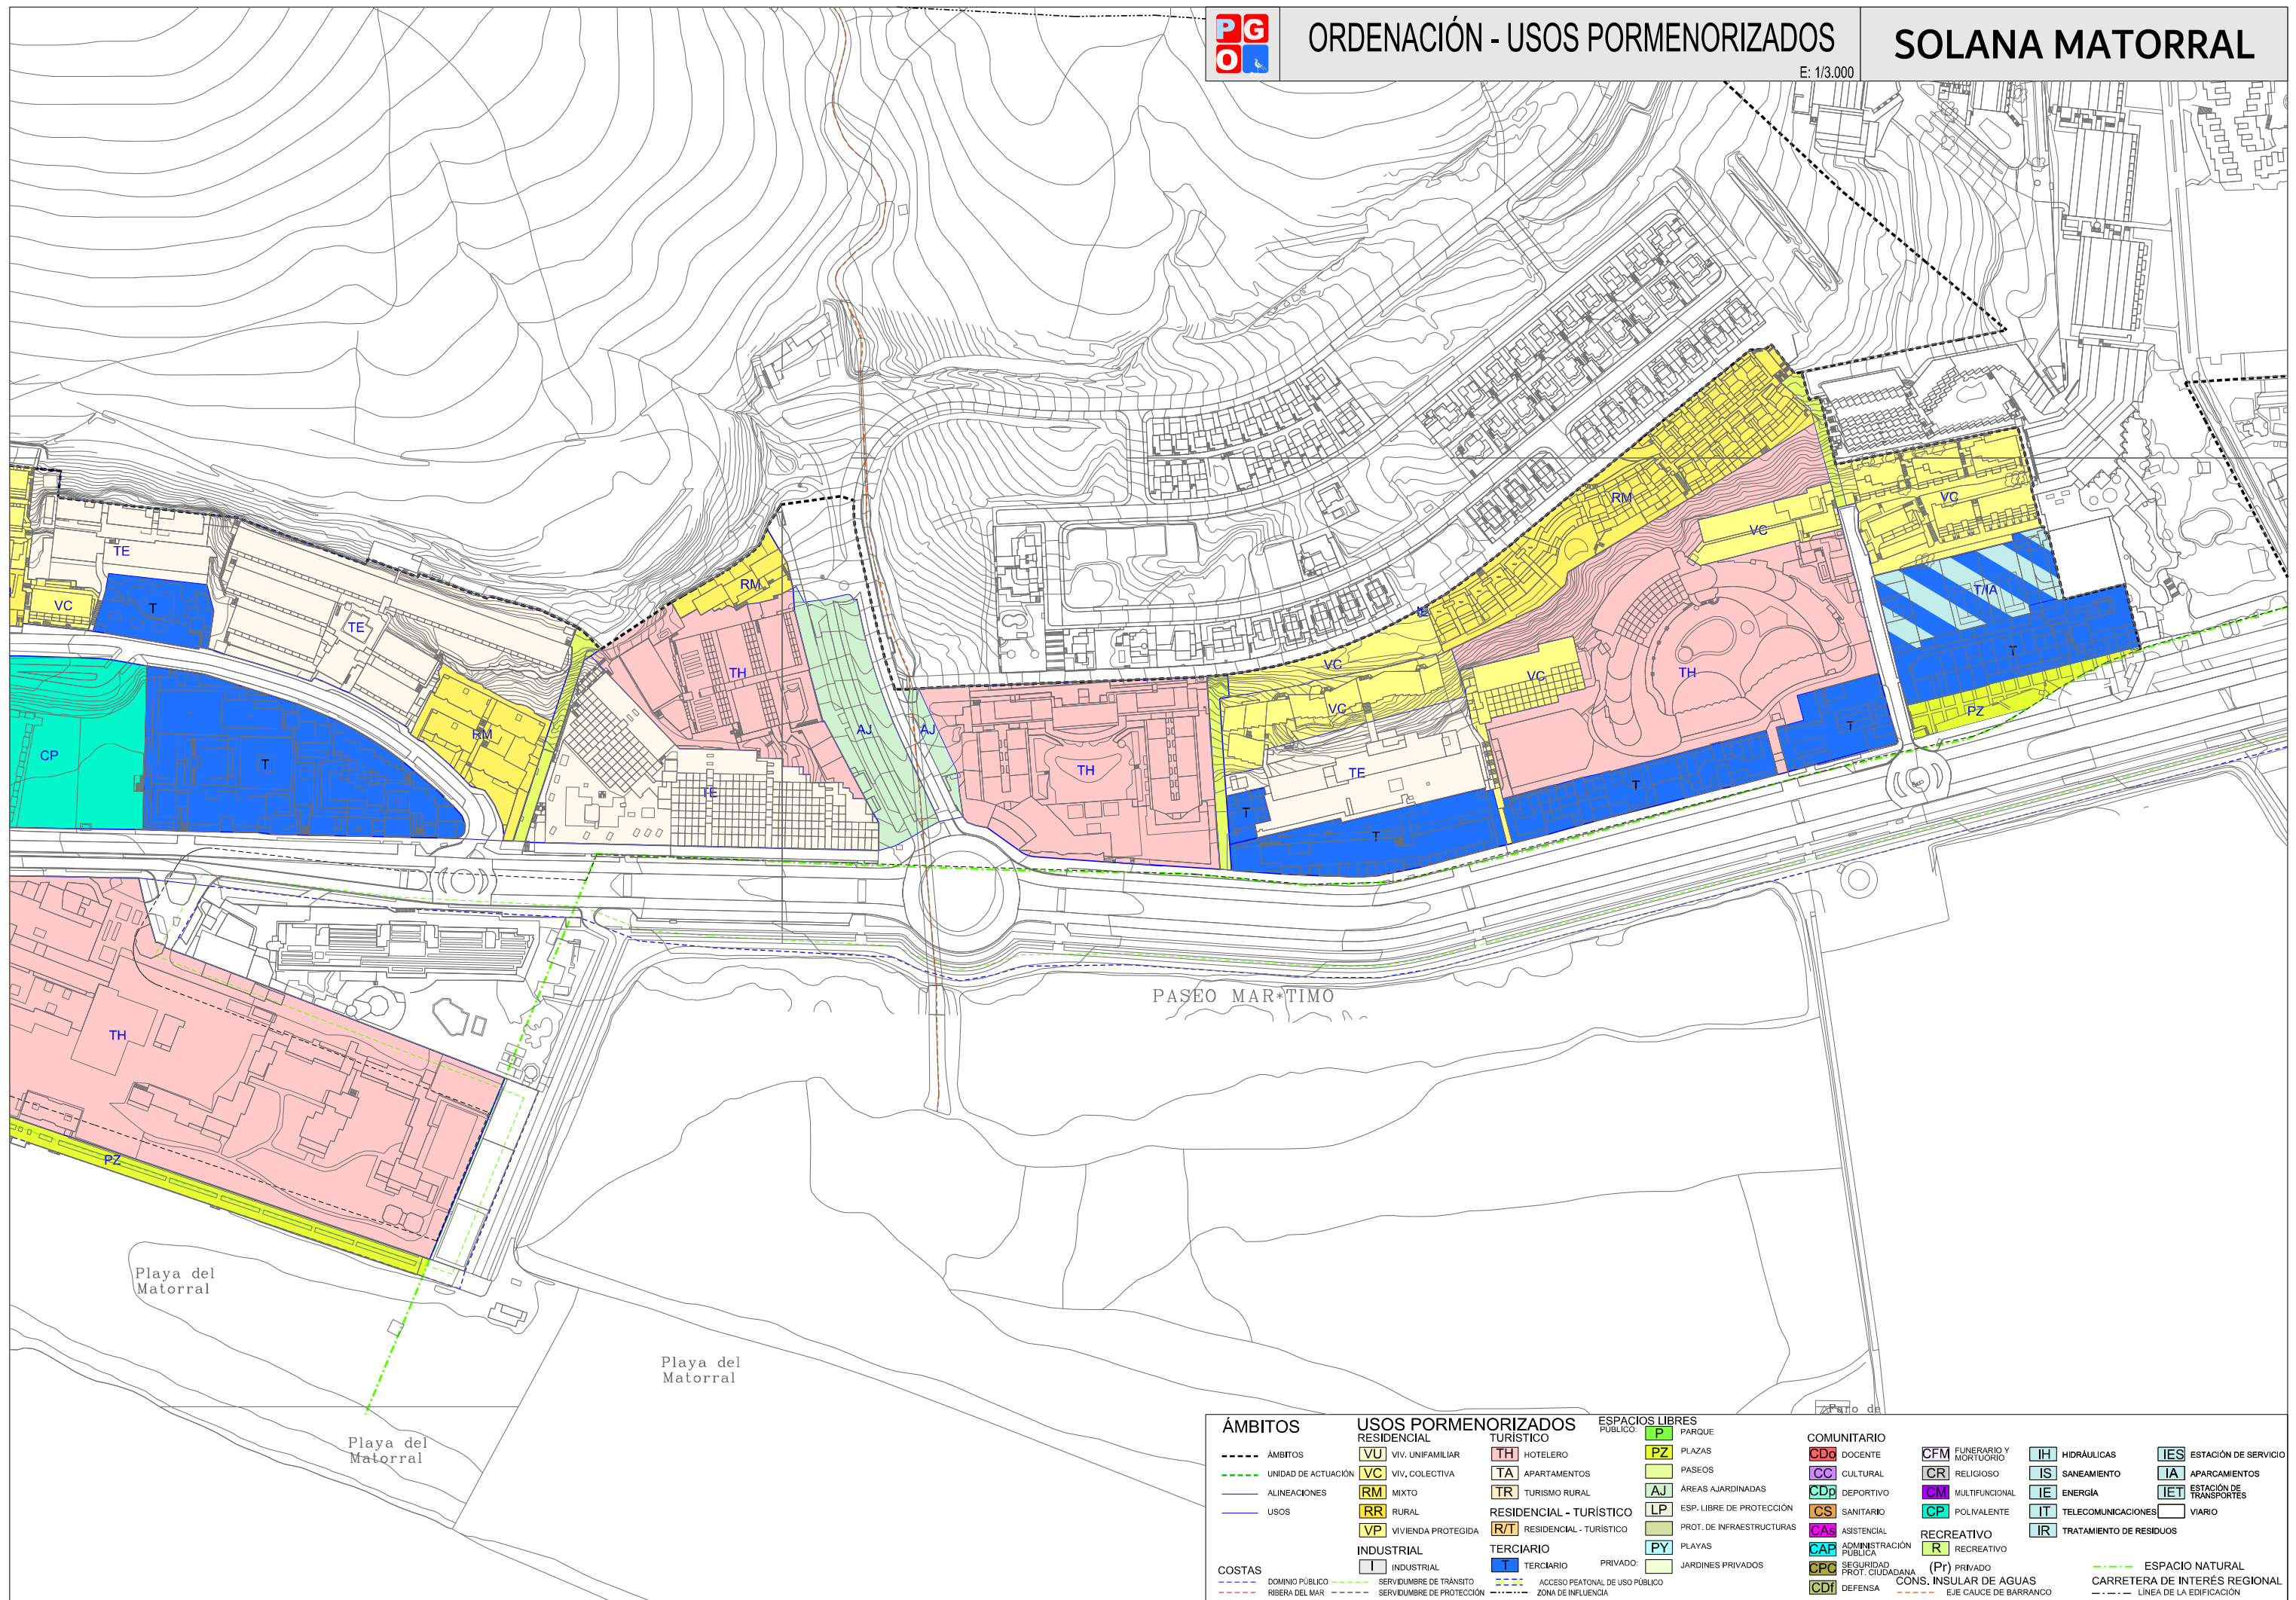 PG
O
ORDENACIÓN - USOS PORMENORIZADOS
E: 1/3.000
SOLANA MATORRAL
RM
VC
VC
TE
VC
T
TE
RM
T/IA
IE
VC
T
TH
VC
TH
VC
PZ
T
RM
AJ
AJ
CP
T
TH
TE
T
TE
T
T
PASEO MAR*TIMO
TH
PZ
Playa del
Matorral
Playa del
Matorral
Playa del
Matorral
Faro de
ÁMBITOS
ÁMBITOS
UNIDAD DE ACTUACIÓN
ALINEACIONES
USOS
COSTAS
DOMINIO PÚBLICO
RIBERA DEL MAR
SERVIDUMBRE DE TRÁNSITO
SERVIDUMBRE DE PROTECCIÓN
ACCESO PEATONAL DE USO PÚBLICO
ZONA DE INFLUENCIA
USOS PORMENORIZADOS
RESIDENCIAL
VU VIV. UNIFAMILIAR
VC VIV. COLECTIVA
RM MIXTO
RR RURAL
VP VIVIENDA PROTEGIDA
INDUSTRIAL
I INDUSTRIAL
TURÍSTICO
TH HOTELERO
TA APARTAMENTOS
TR TURISMO RURAL
RESIDENCIAL - TURÍSTICO
R/T RESIDENCIAL - TURÍSTICO
TERCIARIO
T TERCIARIO
ESPACIOS LIBRES
PÚBLICO:
P PARQUE
PZ PLAZAS
PASEOS
AJ ÁREAS AJARDINADAS
LP ESP. LIBRE DE PROTECCIÓN
PROT. DE INFRAESTRUCTURAS
PY PLAYAS
PRIVADO: JARDINES PRIVADOS
COMUNITARIO
CDo DOCENTE
CC CULTURAL
CDp DEPORTIVO
CS SANITARIO
CAs ASISTENCIAL
CAP ADMINISTRACIÓN
PÚBLICA
CPC SEGURIDAD
PROT. CIUDADANA
CDf DEFENSA
CFM FUNERARIO Y
MORTUORIO
CR RELIGIOSO
CM MULTIFUNCIONAL
CP POLIVALENTE
RECREATIVO
R RECREATIVO
(Pr) PRIVADO
CONS. INSULAR DE AGUAS
EJE CAUCE DE BARRANCO
IH HIDRÁULICAS
IS SANEAMIENTO
IE ENERGÍA
IT TELECOMUNICACIONES
IR TRATAMIENTO DE RESIDUOS
IES ESTACIÓN DE SERVICIO
IA APARCAMIENTOS
IET ESTACIÓN DE
TRANSPORTES
VIARIO
ESPACIO NATURAL
CARRETERA DE INTERÉS REGIONAL
LÍNEA DE LA EDIFICACIÓN